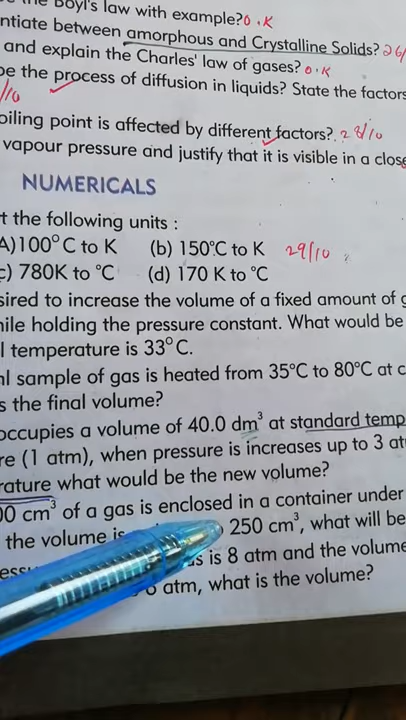 the Boyl's law with example? O.K
ntiate between amorphous and Crystalline Solids? 26/
and explain the Charles' law of gases? O.K
be the process of diffusion in liquids? State the factors
/10
oiling point is affected by different factors? 28/10
vapour pressure and justify that it is visible in a close
NUMERICALS
t the following units :
A) 100°C to K (b) 150°C to K 29/10
c) 780K to °C (d) 170 K to °C
sired to increase the volume of a fixed amount of g
hile holding the pressure constant. What would be
l temperature is 33°C.
ml sample of gas is heated from 35°C to 80°C at c
s the final volume?
occupies a volume of 40.0 dm³ at standard temp
re (1 atm), when pressure is increases up to 3 at
rature what would be the new volume?
00 cm³ of a gas is enclosed in a container under
the volume is 250 cm³, what will be
is 8 atm and the volume
atm, what is the volume?